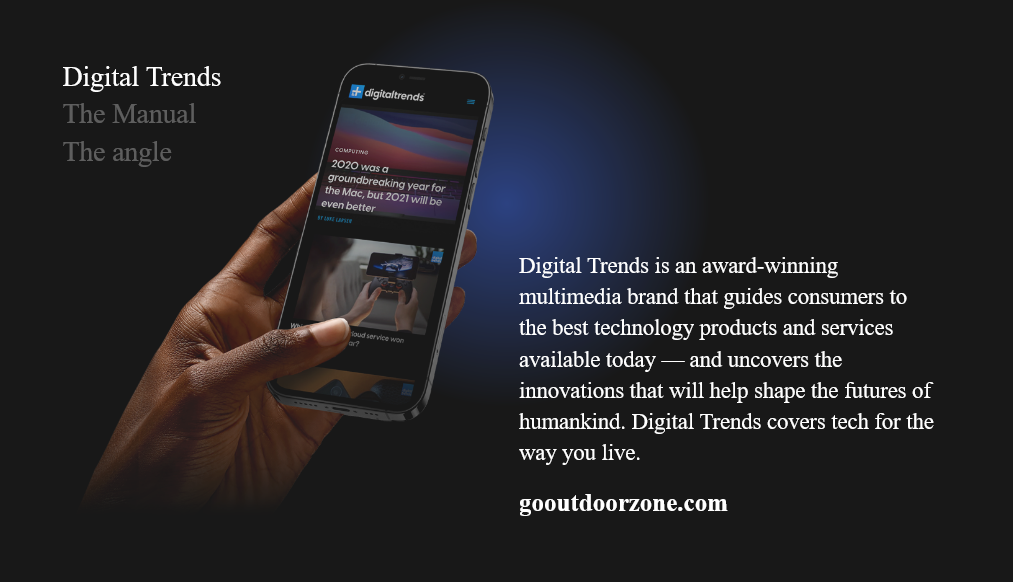 Digital Trends
The Manual
The angle
digitaltrends
COMPUTING
2020 was a
groundbreaking year for
the Mac, but 2021 will be
even better
loud service won
Digital Trends is an award-winning
multimedia brand that guides consumers to
the best technology products and services
available today — and uncovers the
innovations that will help shape the futures of
humankind. Digital Trends covers tech for the
way you live.
gooutdoorzone.com